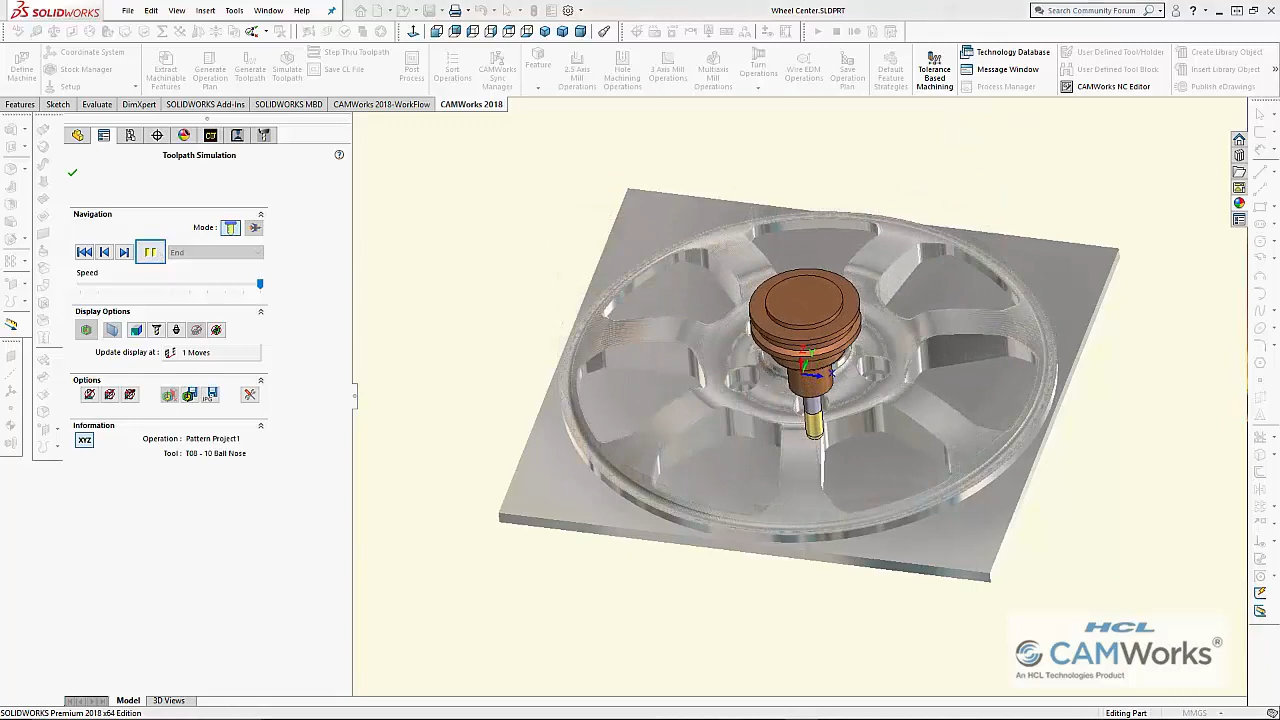 SOLIDWORKS
File Edit View Insert Tools Window Help
Wheel Center.SLDPRT
Search Community Forum
Define Machine
Coordinate System
Stock Manager
Setup
Extract Machinable Features
Generate Operation Plan
Generate Toolpath
Simulate Toolpath
Step Thru Toolpath
Save CL File
Post Process
Sort Operations
CAMWorks Sync Manager
Feature
2.5 Axis Mill Operations
Hole Machining Operations
3 Axis Mill Operations
Multiaxis Mill Operations
Turn Operations
Wire EDM Operations
Save Operation Plan
Default Feature Strategies
Tolerance Based Machining
Technology Database
Message Window
Process Manager
User Defined Tool/Holder
User Defined Tool Block
CAMWorks NC Editor
Create Library Object
Insert Library Object
Publish eDrawings
Features Sketch Evaluate DimXpert SOLIDWORKS Add-Ins SOLIDWORKS MBD CAMWorks 2018-WorkFlow CAMWorks 2018
Toolpath Simulation
Navigation
Mode :
End
Speed
Display Options
Update display at : 1 Moves
Options
Information
XYZ
Operation : Pattern Project1
Tool : T08 - 10 Ball Nose
X
HCL
CAMWorks®
An HCL Technologies Product
Model 3D Views
SOLIDWORKS Premium 2018 x64 Edition
Editing Part
MMGS